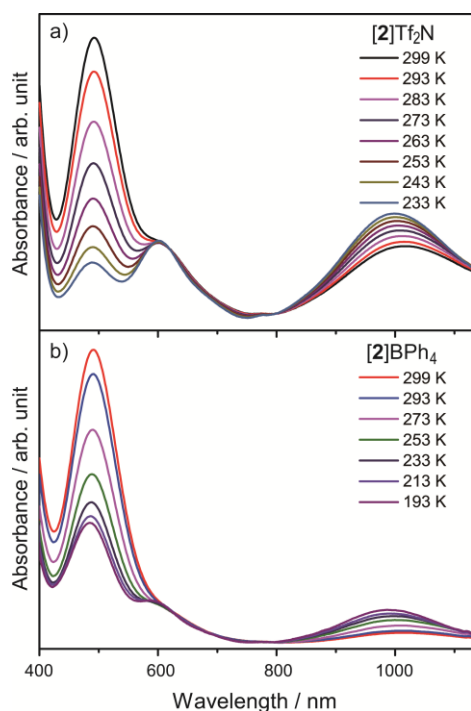 a)
[2]Tf₂N
299 K
293 K
283 K
273 K
263 K
253 K
243 K
233 K
Absorbance / arb. unit
b)
[2]BPh₄
299 K
293 K
273 K
253 K
233 K
213 K
193 K
Absorbance / arb. unit
400 600 800 1000
Wavelength / nm